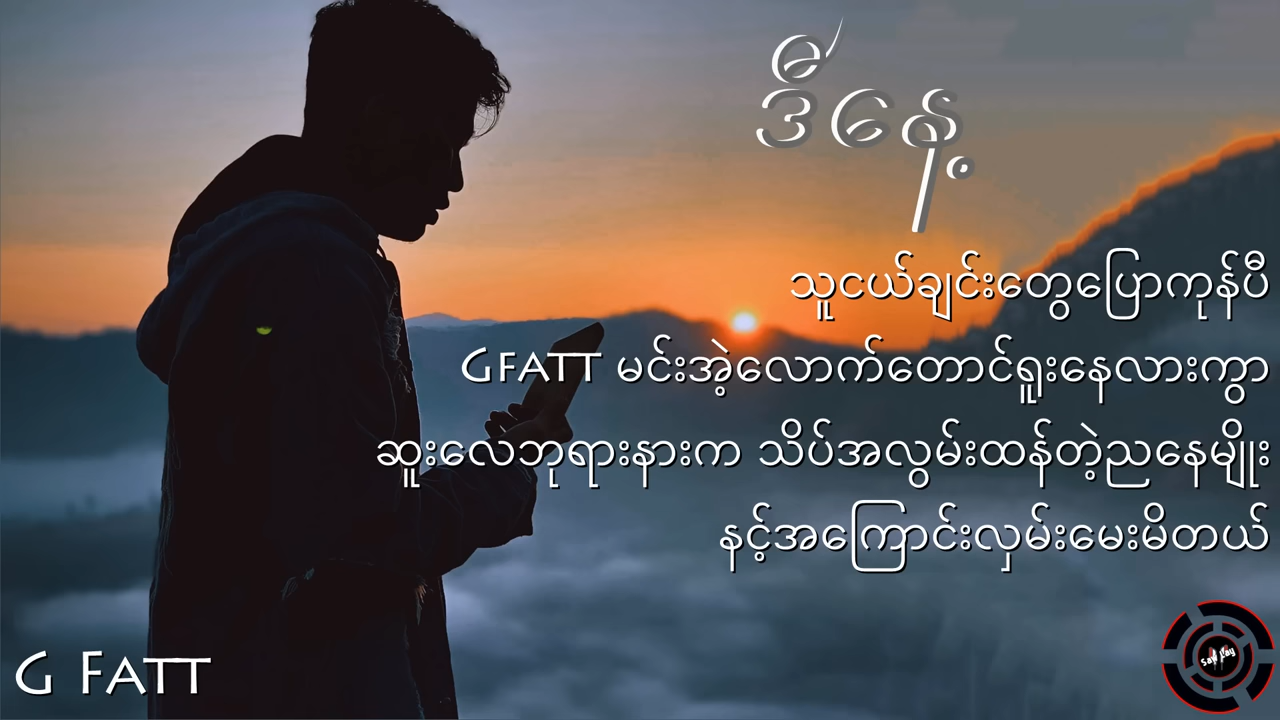 ဒီနေ့
သူငယ်ချင်းတွေပြောကုန်ပီ
GFATT မင်းအဲ့လောက်တောင်ရူးနေလားကွာ
ဆူးလေဘုရားနားက သိပ်အလွမ်းထန်တဲ့ညနေမျိုး
နင့်အကြောင်းလှမ်းမေးမိတယ်
G FATT
Sai Lay